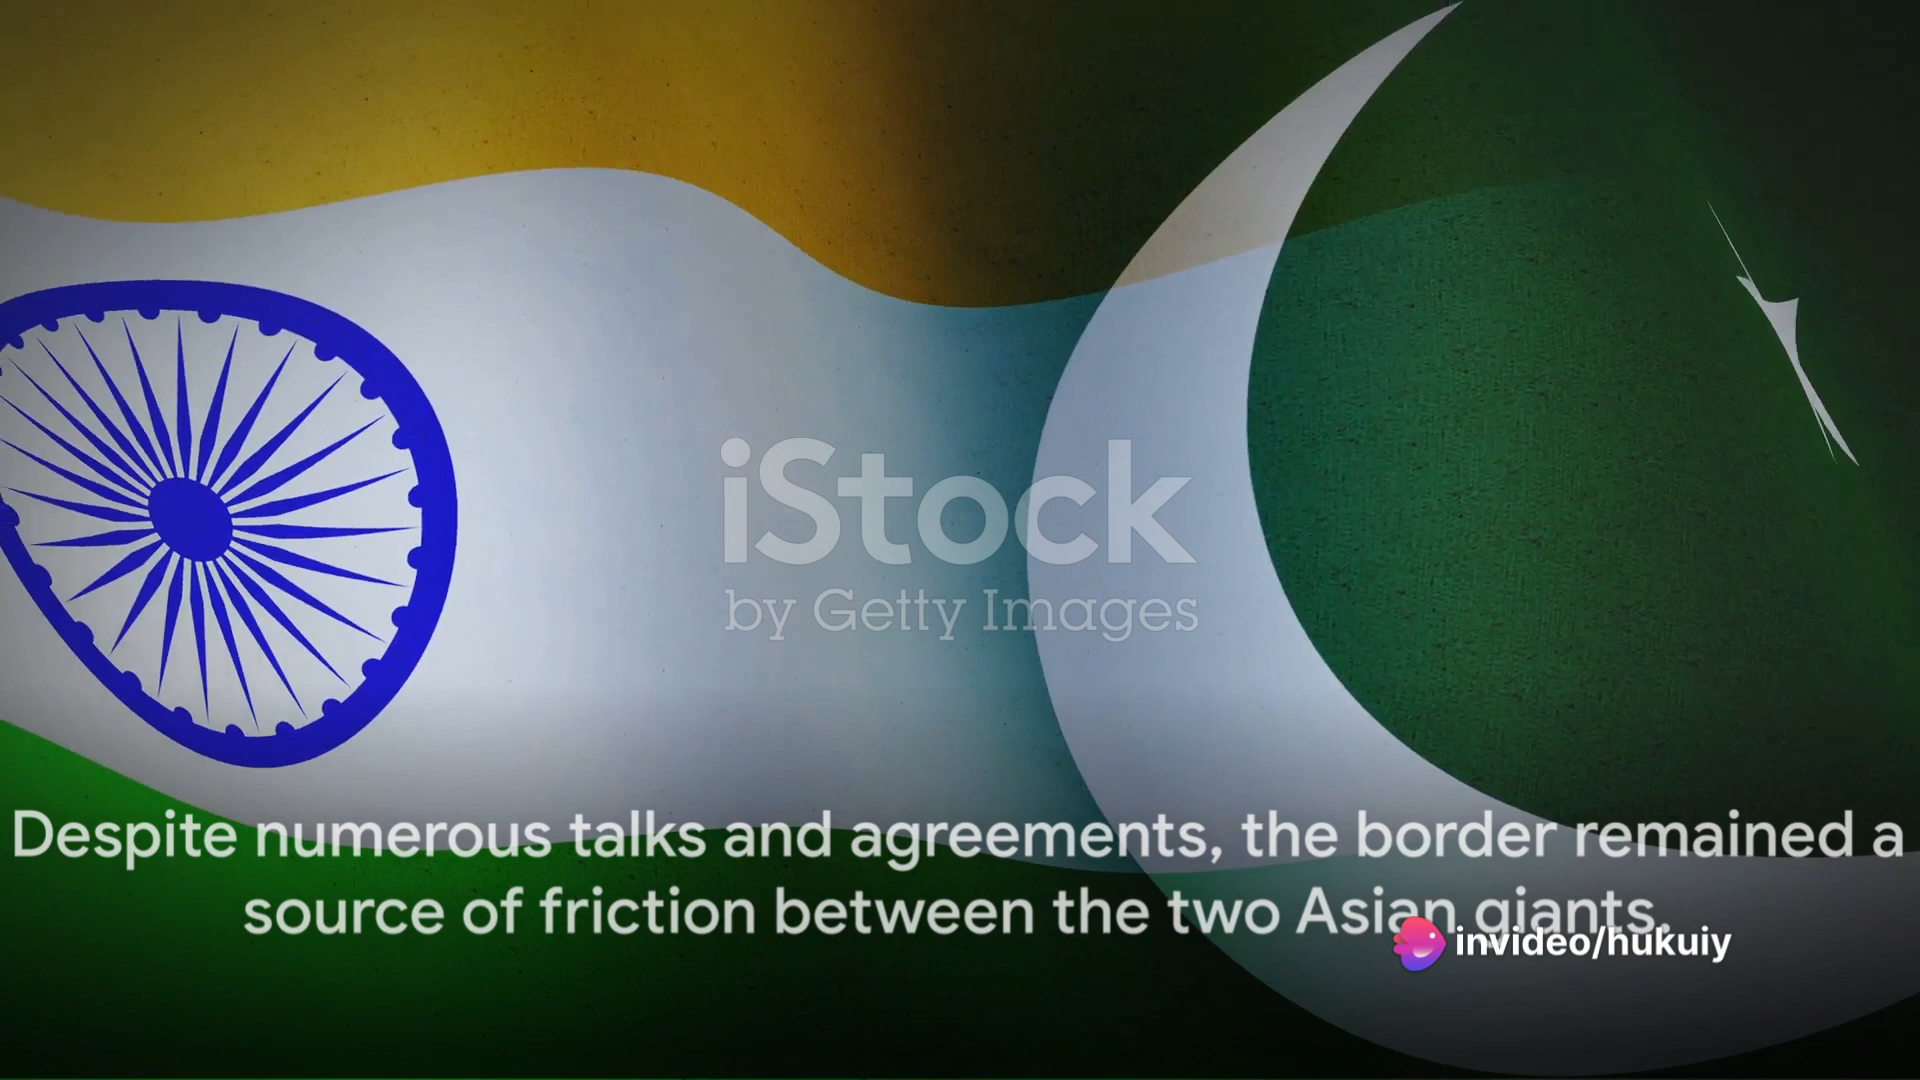 iStock
by Getty Images
Despite numerous talks and agreements, the border remained a
source of friction between the two Asian giants.
invideo/hukuiy